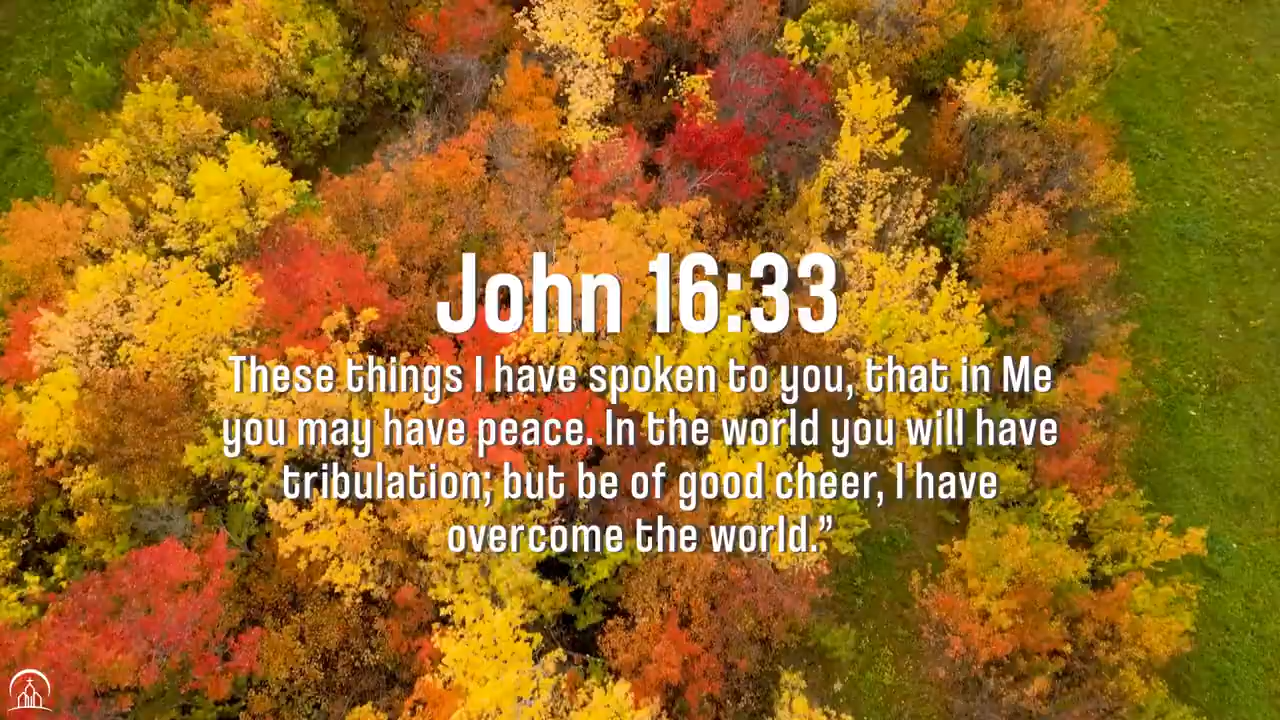 John 16:33
These things I have spoken to you, that in Me
you may have peace. In the world you will have
tribulation; but be of good cheer, I have
overcome the world.”